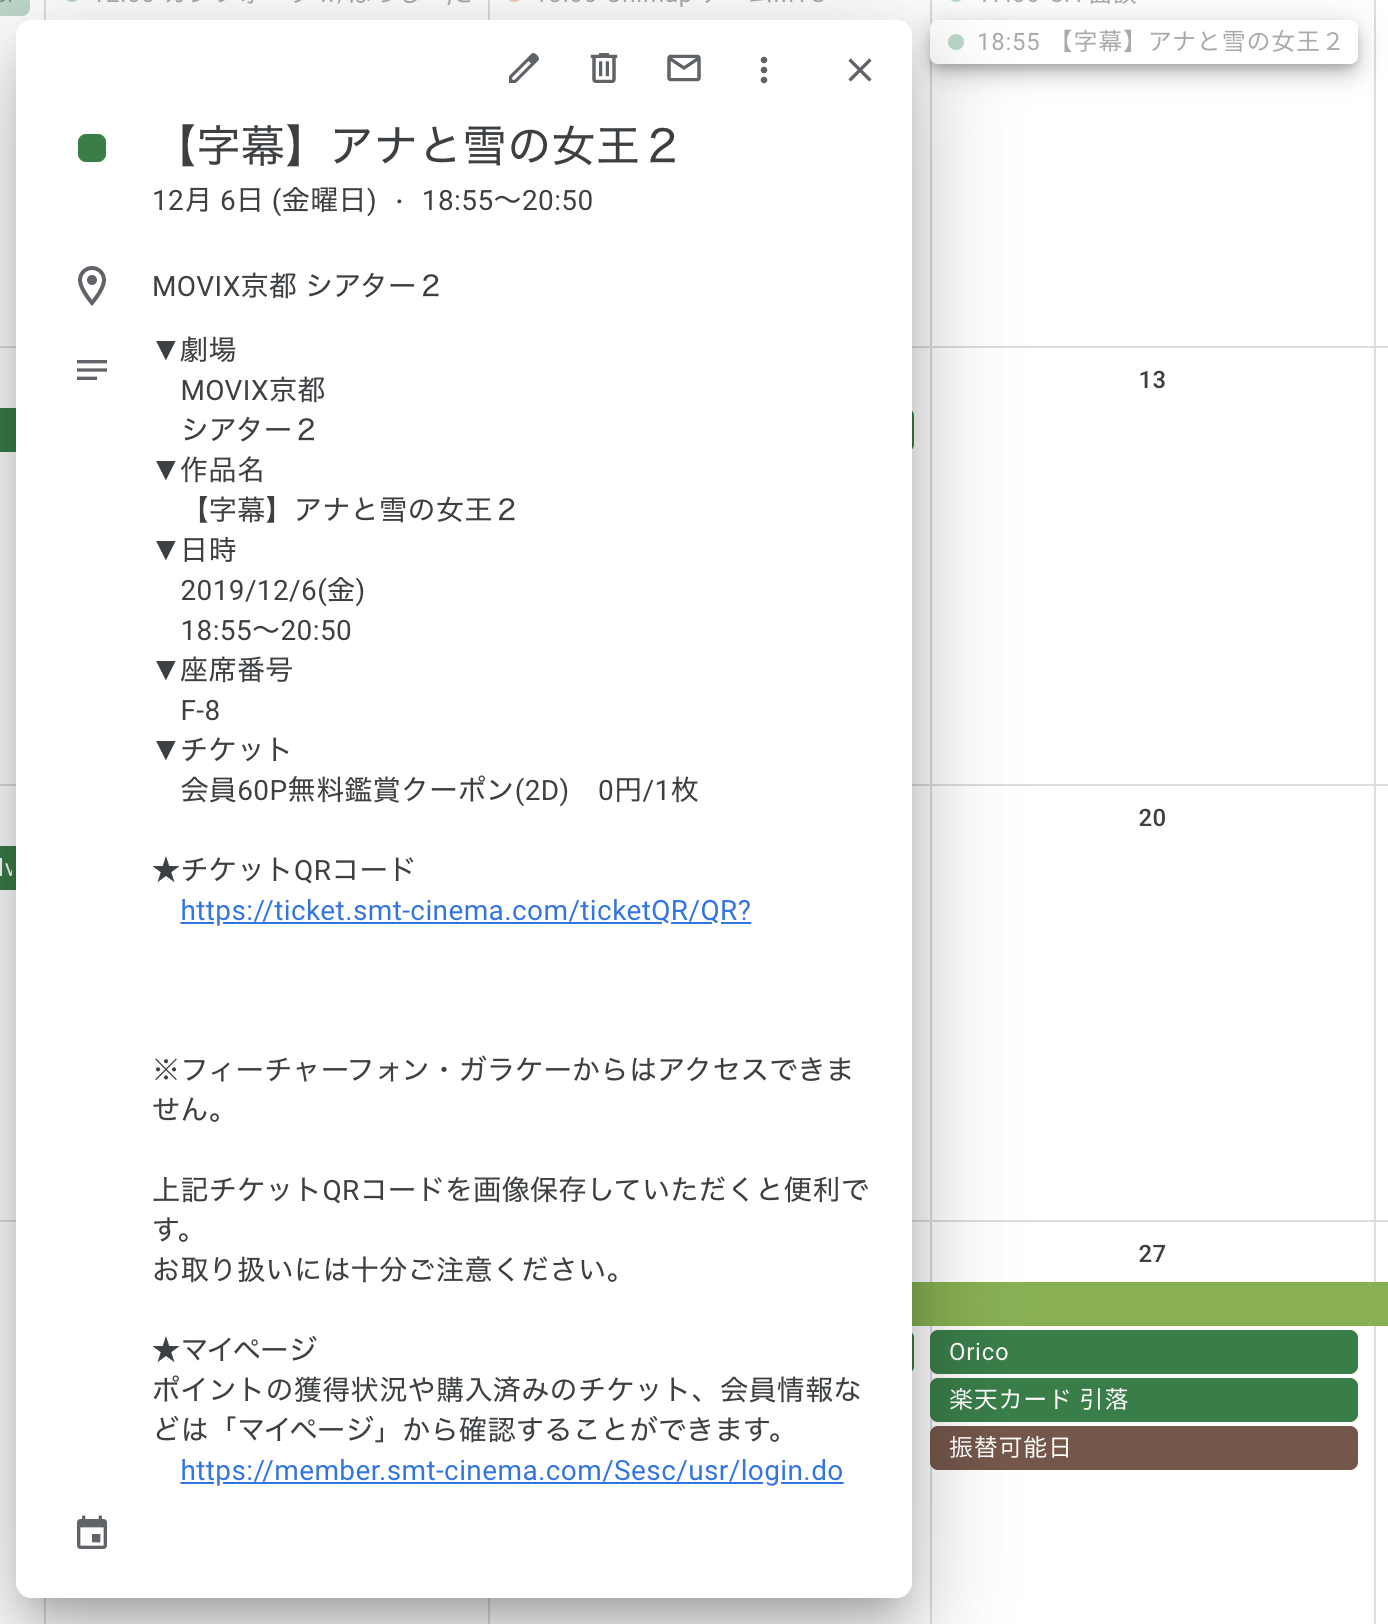 18:55 【字幕】アナと雪の女王２
【字幕】アナと雪の女王２
12月 6日 (金曜日) ・ 18:55～20:50
MOVIX京都 シアター２
▼劇場
MOVIX京都
シアター２
▼作品名
【字幕】アナと雪の女王２
▼日時
2019/12/6(金)
18:55～20:50
▼座席番号
F-8
▼チケット
会員60P無料鑑賞クーポン(2D)　0円/1枚
★チケットQRコード
https://ticket.smt-cinema.com/ticketQR/QR?
※フィーチャーフォン・ガラケーからはアクセスできま
せん。
上記チケットQRコードを画像保存していただくと便利で
す。
お取り扱いには十分ご注意ください。
★マイページ
ポイントの獲得状況や購入済みのチケット、会員情報な
どは「マイページ」から確認することができます。
https://member.smt-cinema.com/Sesc/usr/login.do
13
20
27
Orico
楽天カード 引落
振替可能日